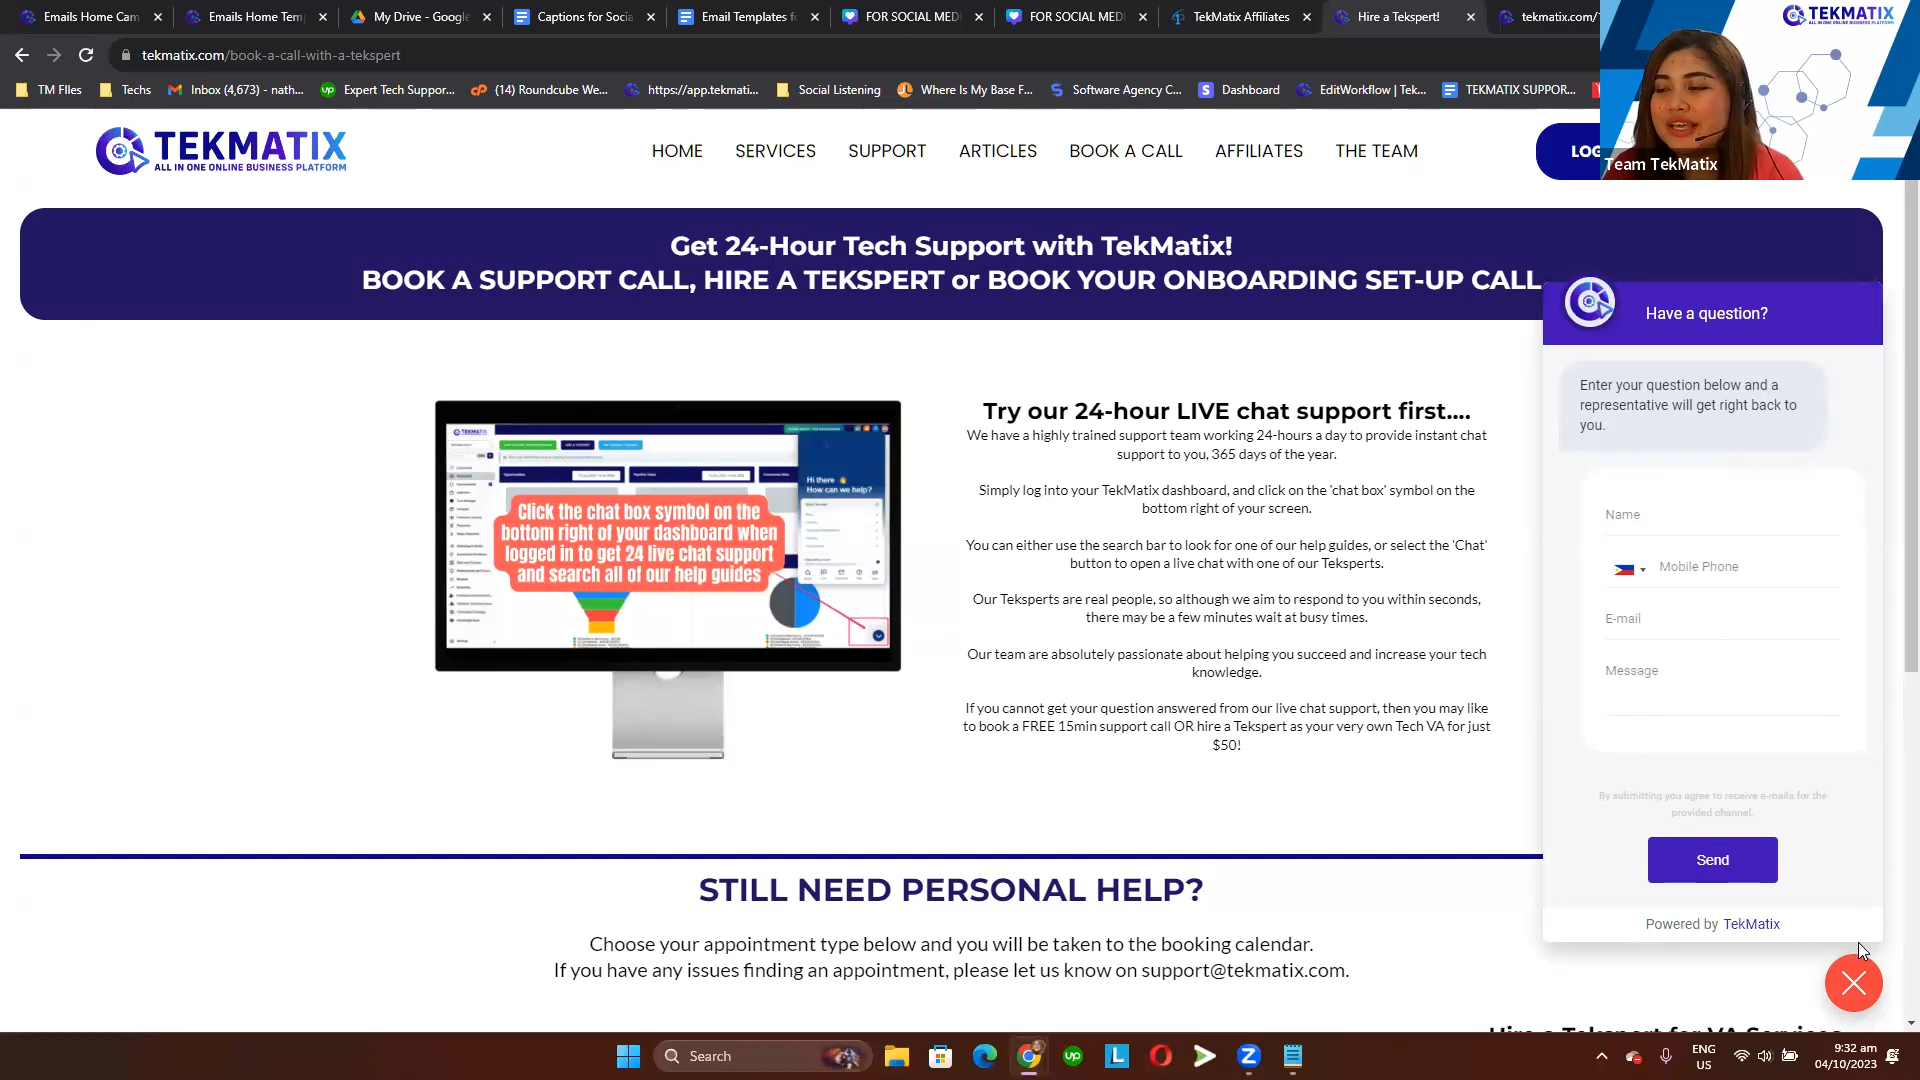 Emails Home Cam
Emails Home Tem
My Drive - Google
Captions for Socia
Email Templates fo
FOR SOCIAL MED
FOR SOCIAL MED
TekMatix Affiliates
Hire a Tekspert!
tekmatix.com/
tekmatix.com/book-a-call-with-a-tekspert
TM FIles
Techs
Inbox (4,673) - nath...
Expert Tech Suppor...
(14) Roundcube We...
https://app.tekmati...
Social Listening
Where Is My Base F...
Software Agency C...
Dashboard
EditWorkflow | Tek...
TEKMATIX SUPPOR...
TEKMATIX
ALL IN ONE ONLINE BUSINESS PLATFORM
Team TekMatix
TEKMATIX
ALL IN ONE ONLINE BUSINESS PLATFORM
HOME
SERVICES
SUPPORT
ARTICLES
BOOK A CALL
AFFILIATES
THE TEAM
LOG
Get 24-Hour Tech Support with TekMatix!
BOOK A SUPPORT CALL, HIRE A TEKSPERT or BOOK YOUR ONBOARDING SET-UP CALL
Hi there
How can we help?
Click the chat box symbol on the
bottom right of your dashboard when
logged in to get 24 live chat support
and search all of our help guides
Try our 24-hour LIVE chat support first....
We have a highly trained support team working 24-hours a day to provide instant chat
support to you, 365 days of the year.
Simply log into your TekMatix dashboard, and click on the 'chat box' symbol on the
bottom right of your screen.
You can either use the search bar to look for one of our help guides, or select the 'Chat'
button to open a live chat with one of our Teksperts.
Our Teksperts are real people, so although we aim to respond to you within seconds,
there may be a few minutes wait at busy times.
Our team are absolutely passionate about helping you succeed and increase your tech
knowledge.
If you cannot get your question answered from our live chat support, then you may like
to book a FREE 15min support call OR hire a Tekspert as your very own Tech VA for just
$50!
Have a question?
Enter your question below and a
representative will get right back to
you.
Name
Mobile Phone
E-mail
Message
By submitting you agree to receive e-mails for the
provided channel.
Send
Powered by TekMatix
STILL NEED PERSONAL HELP?
Choose your appointment type below and you will be taken to the booking calendar.
If you have any issues finding an appointment, please let us know on support@tekmatix.com.
Hire a Tekspert for VA Services
Search
ENG
US
9:32 am
04/10/2023